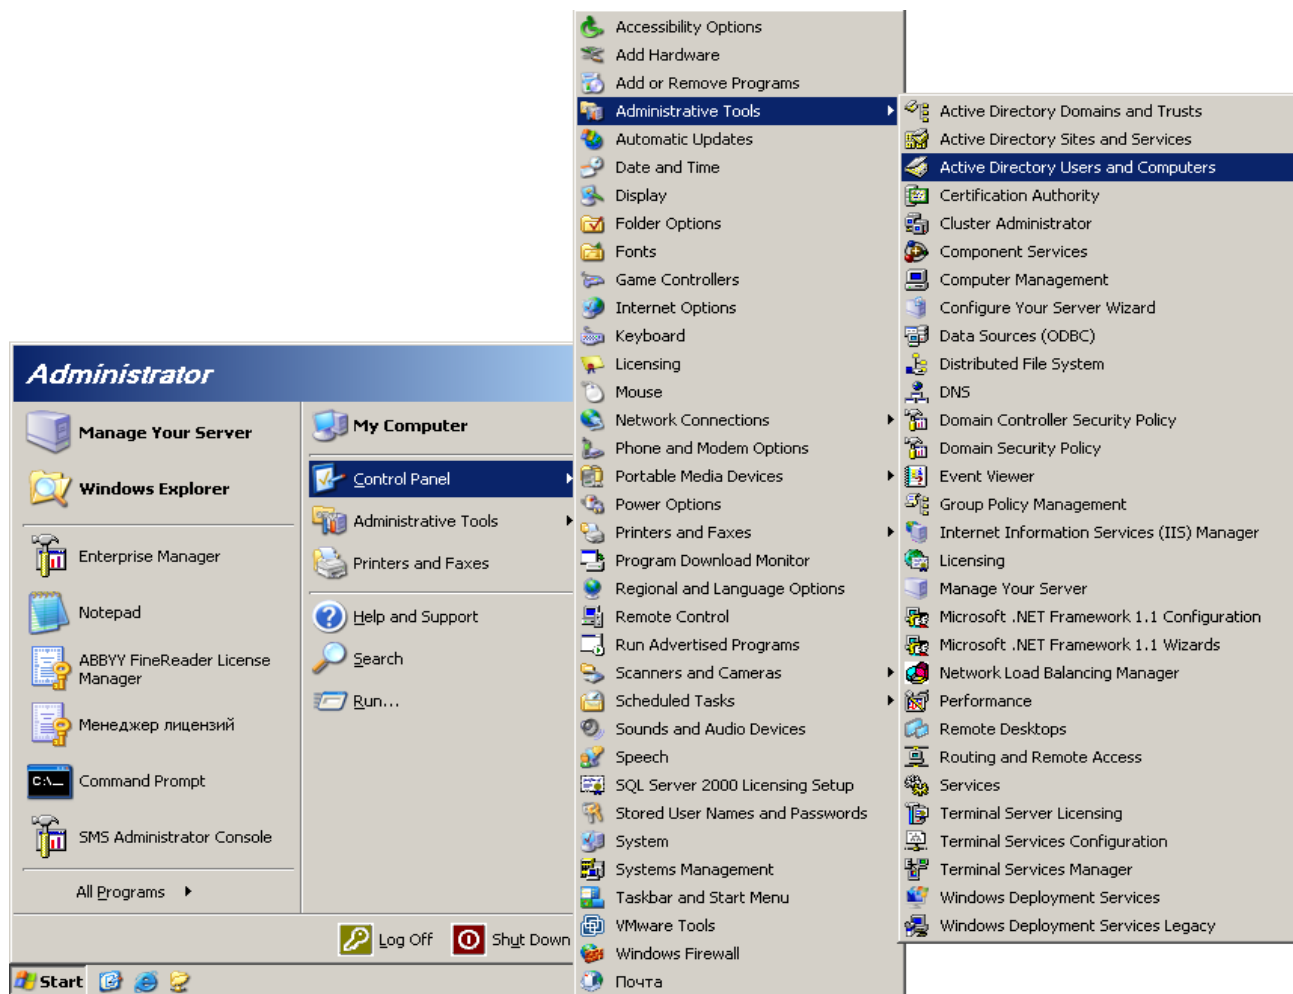 Administrator
Manage Your Server
Windows Explorer
Enterprise Manager
Notepad
ABBYY FineReader License
Manager
Менеджер лицензий
C:\_
Command Prompt
SMS Administrator Console
All Programs
My Computer
Control Panel
Administrative Tools
Printers and Faxes
Help and Support
Search
Run...
Log Off
Shut Down
Start
Accessibility Options
Add Hardware
Add or Remove Programs
Administrative Tools
Automatic Updates
Date and Time
Display
Folder Options
Fonts
Game Controllers
Internet Options
Keyboard
Licensing
Mouse
Network Connections
Phone and Modem Options
Portable Media Devices
Power Options
Printers and Faxes
Program Download Monitor
Regional and Language Options
Remote Control
Run Advertised Programs
Scanners and Cameras
Scheduled Tasks
Sounds and Audio Devices
Speech
SQL Server 2000 Licensing Setup
Stored User Names and Passwords
System
Systems Management
Taskbar and Start Menu
VMware Tools
Windows Firewall
Почта
Active Directory Domains and Trusts
Active Directory Sites and Services
Active Directory Users and Computers
Certification Authority
Cluster Administrator
Component Services
Computer Management
Configure Your Server Wizard
Data Sources (ODBC)
Distributed File System
DNS
Domain Controller Security Policy
Domain Security Policy
Event Viewer
Group Policy Management
Internet Information Services (IIS) Manager
Licensing
Manage Your Server
Microsoft .NET Framework 1.1 Configuration
Microsoft .NET Framework 1.1 Wizards
Network Load Balancing Manager
Performance
Remote Desktops
Routing and Remote Access
Services
Terminal Server Licensing
Terminal Services Configuration
Terminal Services Manager
Windows Deployment Services
Windows Deployment Services Legacy